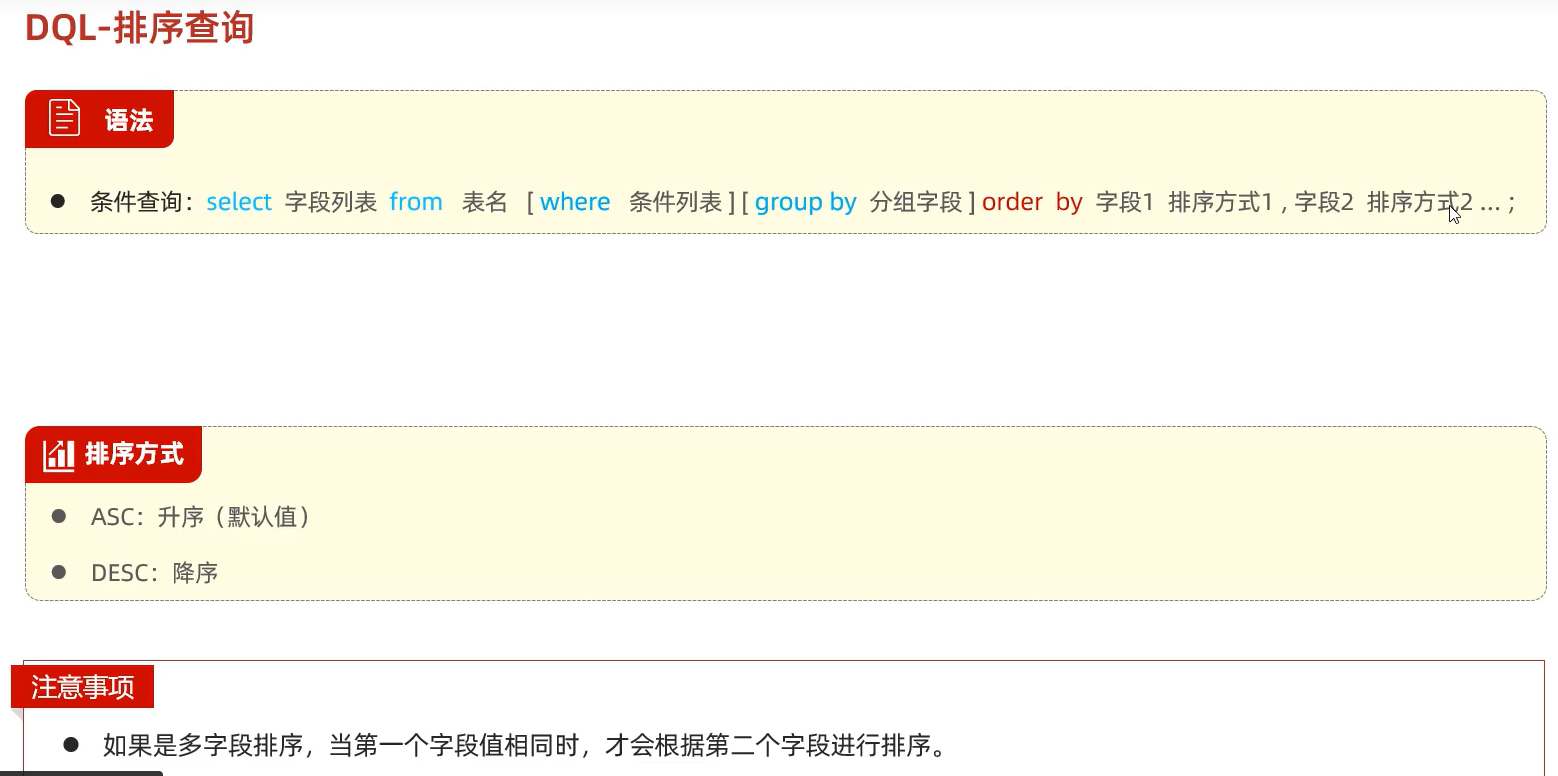 DQL-排序查询
语法
● 条件查询：select 字段列表 from 表名 [ where 条件列表 ] [ group by 分组字段 ] order by 字段1 排序方式1 , 字段2 排序方式2 … ;
排序方式
● ASC：升序（默认值）
● DESC：降序
注意事项
● 如果是多字段排序，当第一个字段值相同时，才会根据第二个字段进行排序。